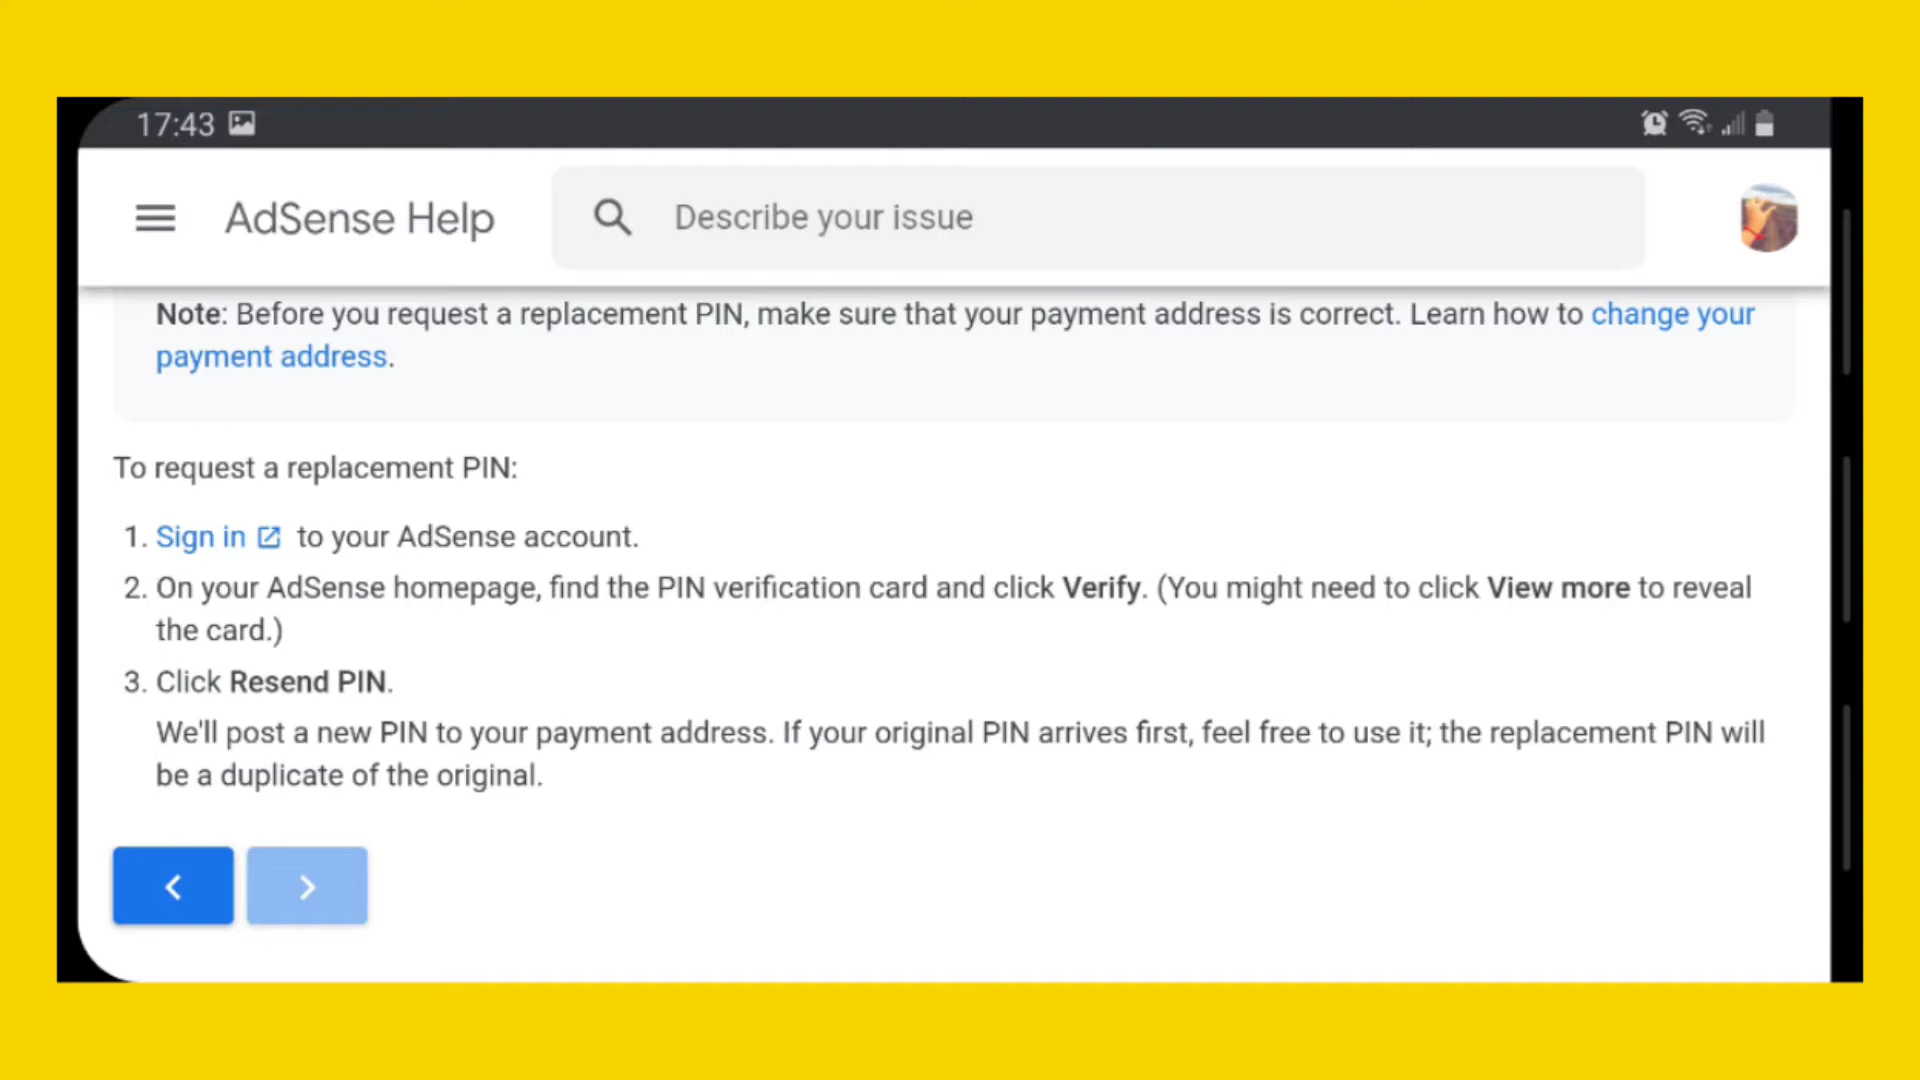 17:43
AdSense Help
Describe your issue
Note: Before you request a replacement PIN, make sure that your payment address is correct. Learn how to change your
payment address.
To request a replacement PIN:
1. Sign in to your AdSense account.
2. On your AdSense homepage, find the PIN verification card and click Verify. (You might need to click View more to reveal
the card.)
3. Click Resend PIN.
We'll post a new PIN to your payment address. If your original PIN arrives first, feel free to use it; the replacement PIN will
be a duplicate of the original.